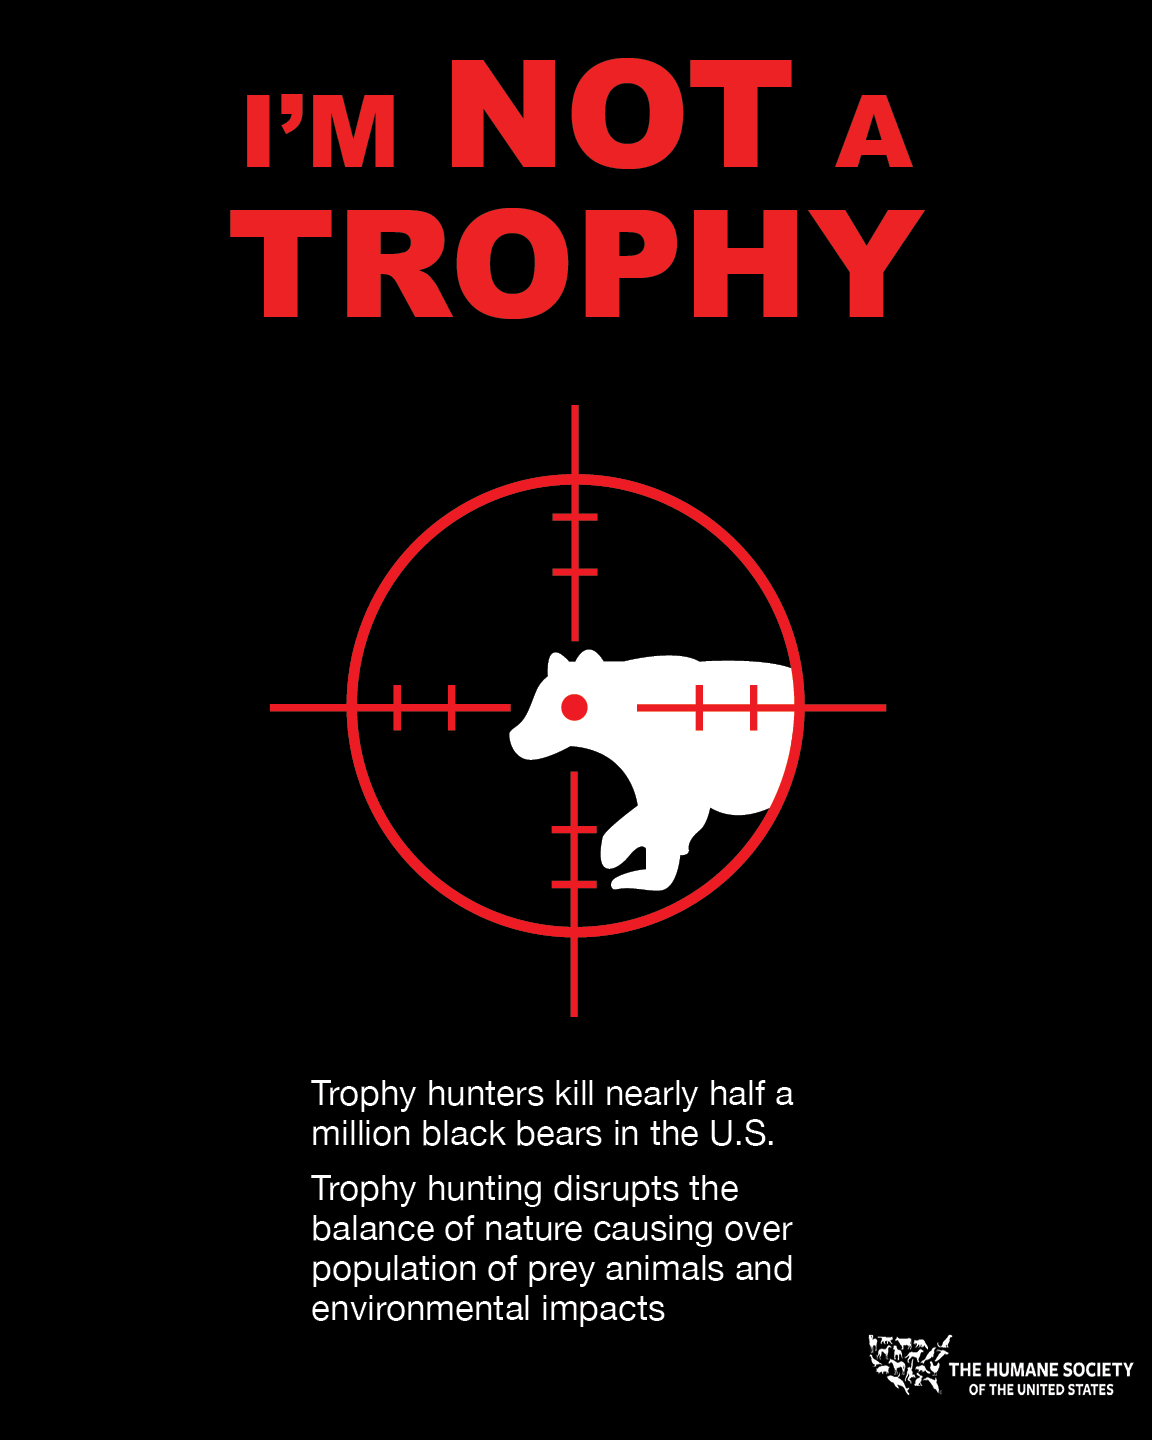 I'M NOT A
TROPHY
Trophy hunters kill nearly half a
million black bears in the U.S.
Trophy hunting disrupts the
balance of nature causing over
population of prey animals and
environmental impacts
THE HUMANE SOCIETY
OF THE UNITED STATES